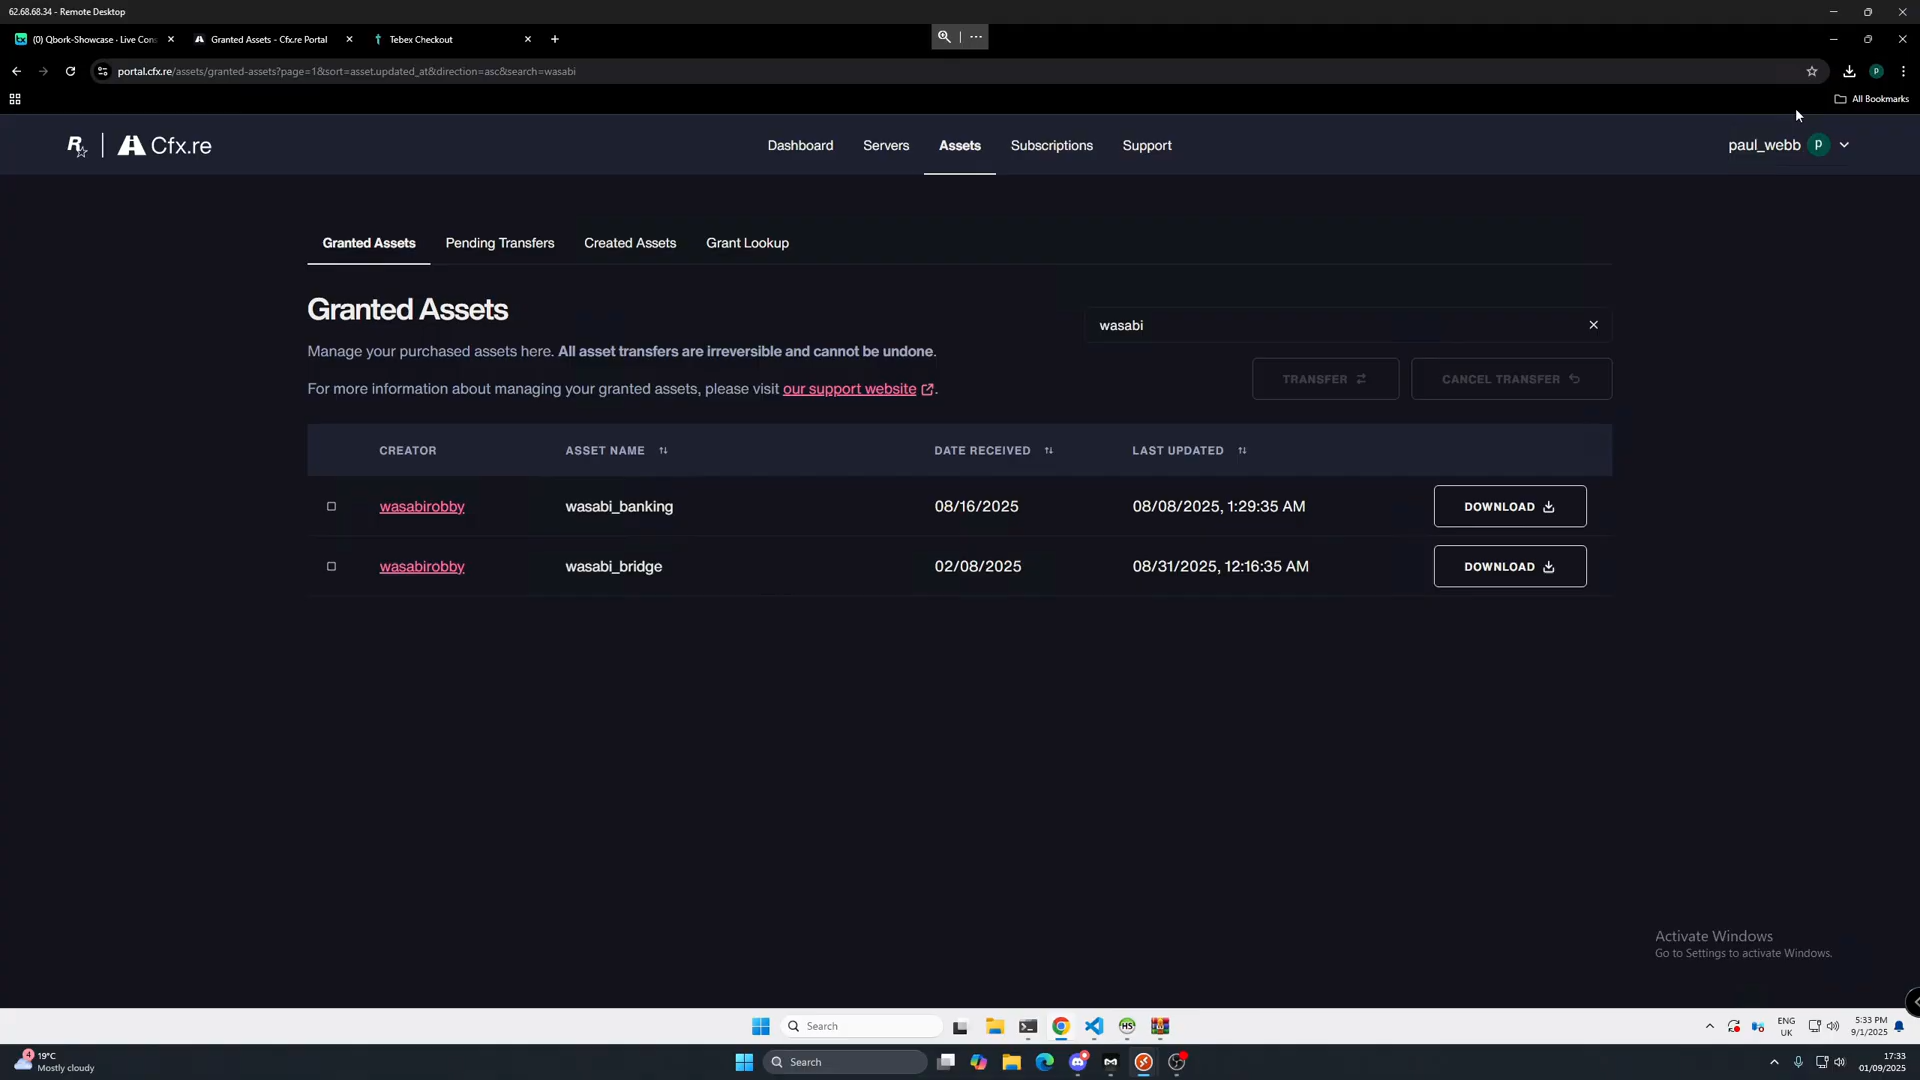 62.68.68.34 - Remote Desktop
(0) Qbork-Showcase - Live Con
Granted Assets - Cfx.re Portal
Tebex Checkout
portal.cfx.re/assets/granted-assets?page=1&sort=asset.updated_at&direction=asc&search=wasabi
P
All Bookmarks
R
Cfx.re
Dashboard
Servers
Assets
Subscriptions
Support
paul_webb
P
Granted Assets
Pending Transfers
Created Assets
Grant Lookup
Granted Assets
wasabi
Manage your purchased assets here. All asset transfers are irreversible and cannot be undone.
TRANSFER
CANCEL TRANSFER
For more information about managing your granted assets, please visit our support website.
CREATOR
ASSET NAME
DATE RECEIVED
LAST UPDATED
wasabirobby
wasabi_banking
08/16/2025
08/08/2025, 1:29:35 AM
DOWNLOAD
wasabirobby
wasabi_bridge
02/08/2025
08/31/2025, 12:16:35 AM
DOWNLOAD
Activate Windows
Go to Settings to activate Windows.
Search
HS
ENG
UK
5:33 PM
9/1/2025
4
19°C
Mostly cloudy
Search
17:33
01/09/2025